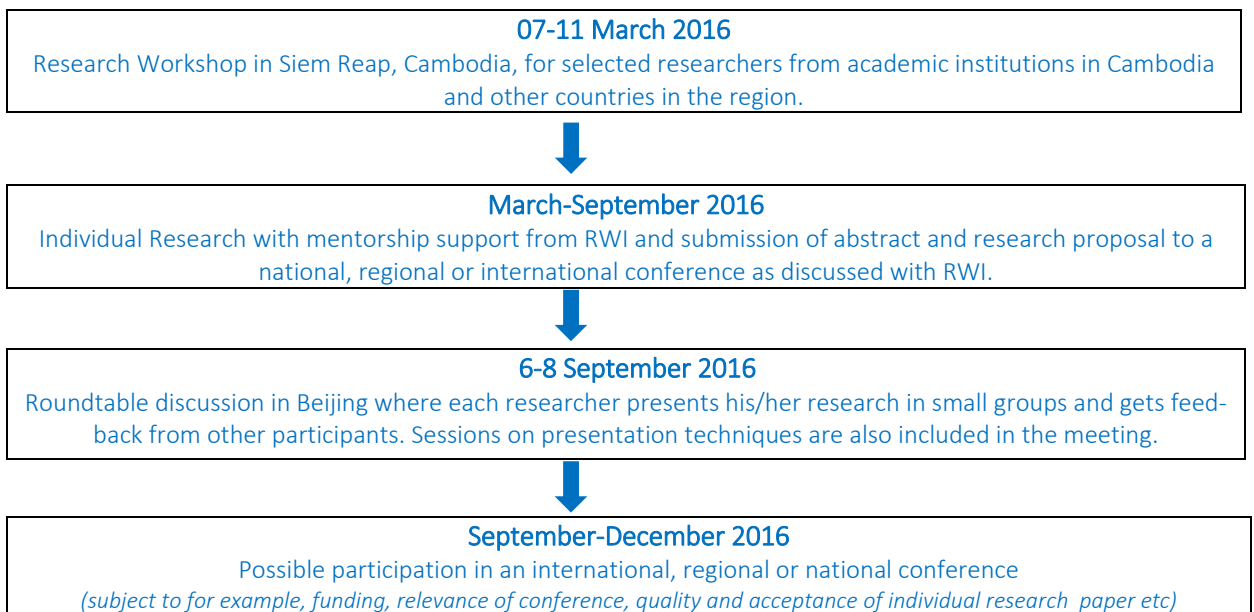 07-11 March 2016
Research Workshop in Siem Reap, Cambodia, for selected researchers from academic institutions in Cambodia
and other countries in the region.
March-September 2016
Individual Research with mentorship support from RWI and submission of abstract and research proposal to a
national, regional or international conference as discussed with RWI.
6-8 September 2016
Roundtable discussion in Beijing where each researcher presents his/her research in small groups and gets feed-
back from other participants. Sessions on presentation techniques are also included in the meeting.
September-December 2016
Possible participation in an international, regional or national conference
(subject to for example, funding, relevance of conference, quality and acceptance of individual research paper etc)